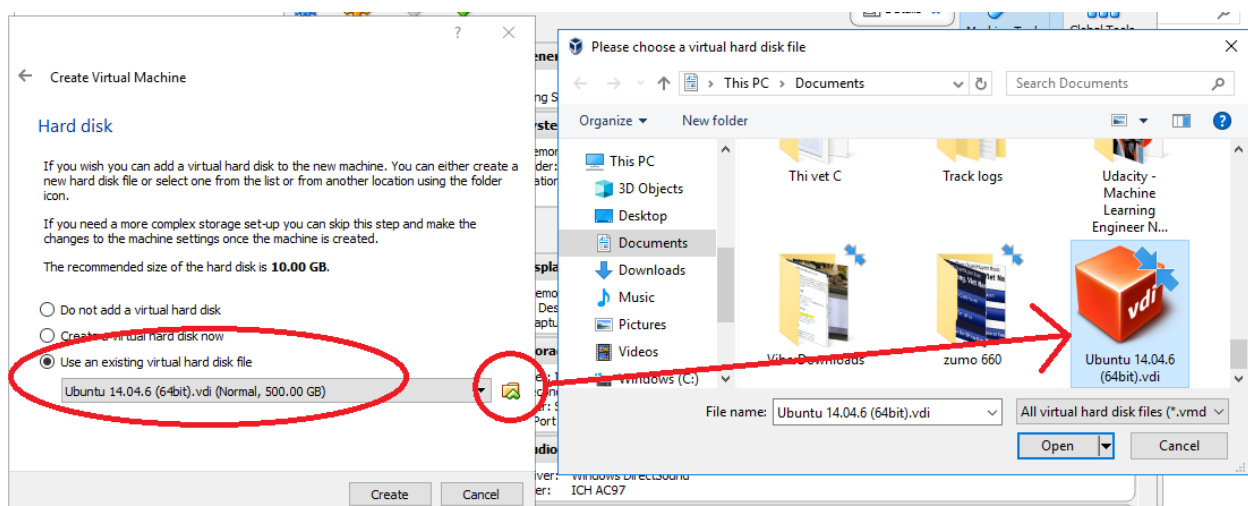 Create Virtual Machine
Hard disk
If you wish you can add a virtual hard disk to the new machine. You can either create a
new hard disk file or select one from the list or from another location using the folder
icon.
If you need a more complex storage set-up you can skip this step and make the
changes to the machine settings once the machine is created.
The recommended size of the hard disk is 10.00 GB.
Do not add a virtual hard disk
Create a virtual hard disk now
Use an existing virtual hard disk file
Ubuntu 14.04.6 (64bit).vdi (Normal, 500.00 GB)
Create
Cancel
Please choose a virtual hard disk file
This PC > Documents
Search Documents
Organize
New folder
This PC
3D Objects
Desktop
Documents
Downloads
Music
Pictures
Videos
Windows (C:)
Thi vet C
Track logs
Udacity -
Machine
Learning
Engineer N...
ViberDownloads
zumo 660
vdi
Ubuntu 14.04.6
(64bit).vdi
File name:
Ubuntu 14.04.6 (64bit).vdi
All virtual hard disk files (*.vmd
Open
Cancel
Windows DirectSound
ICH AC97